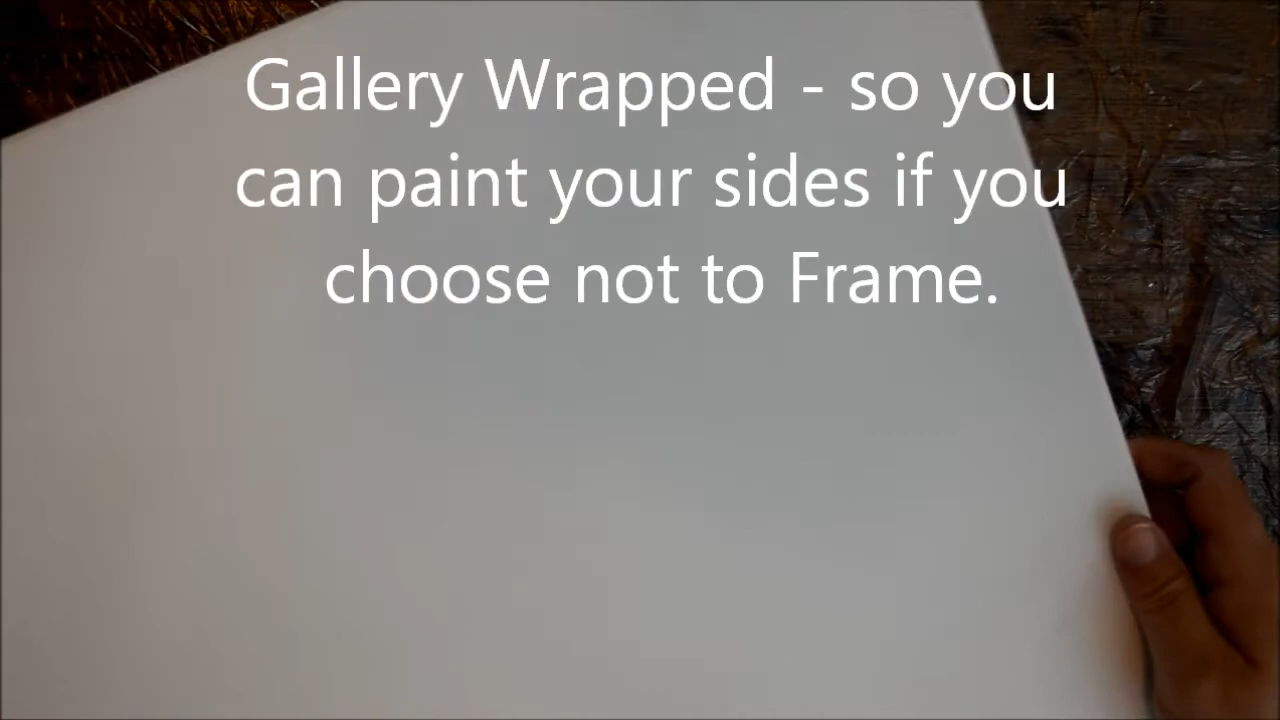 Gallery Wrapped - so you
can paint your sides if you
choose not to Frame.